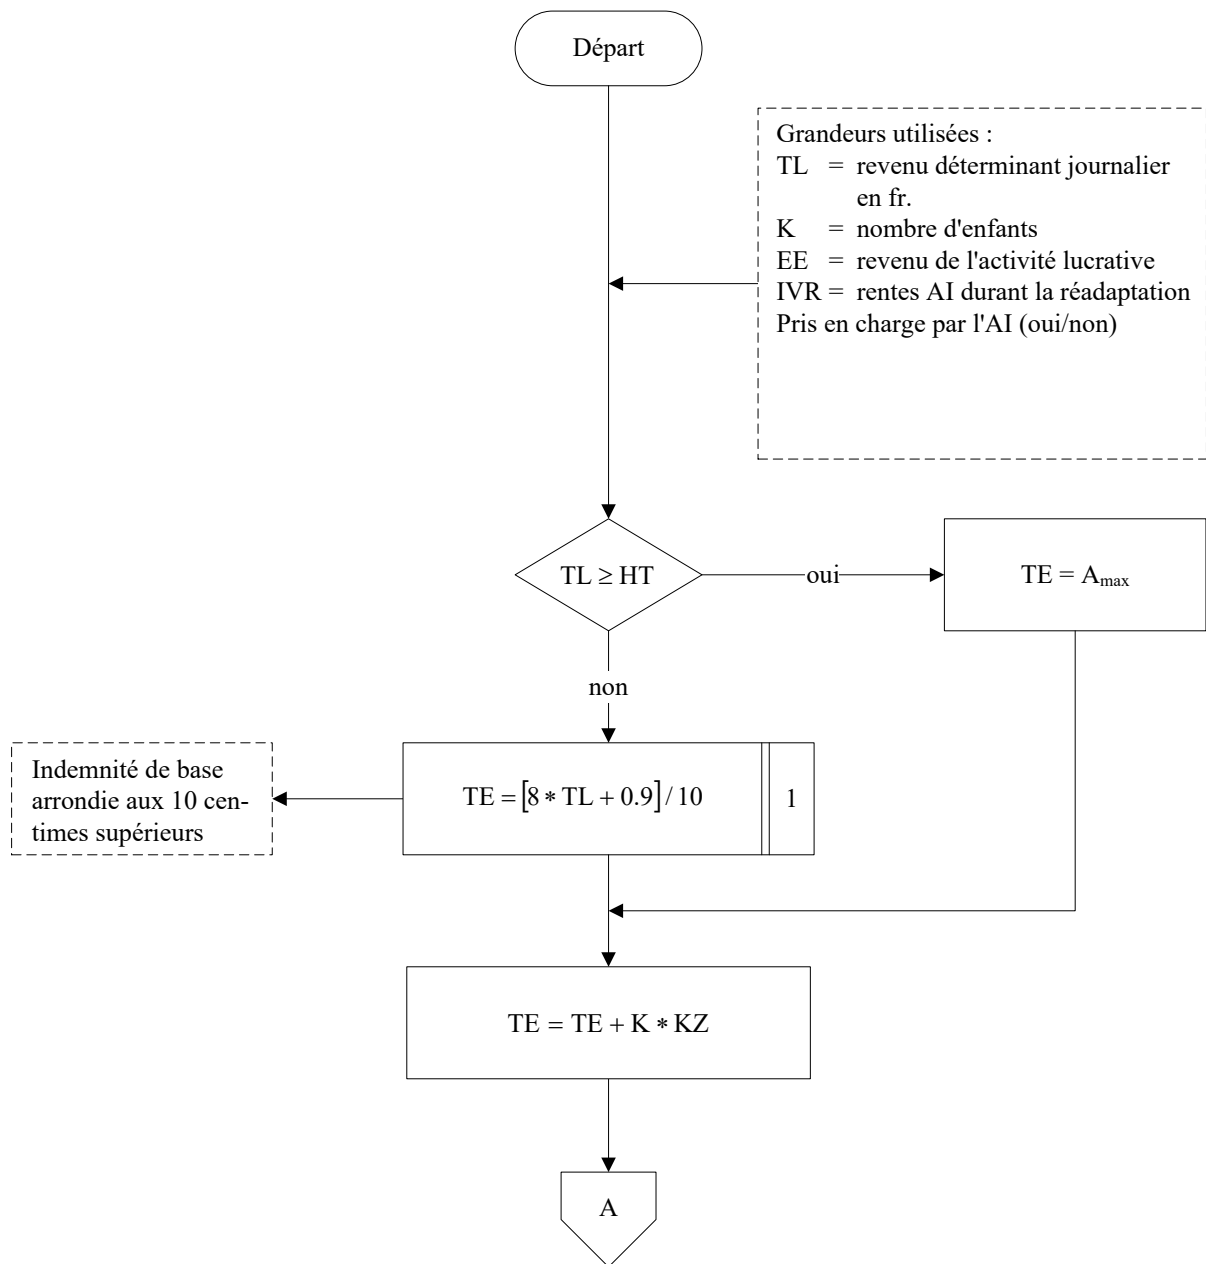 Départ
Grandeurs utilisées :
TL = revenu déterminant journalier
en fr.
K = nombre d'enfants
EE = revenu de l'activité lucrative
IVR = rentes AI durant la réadaptation
Pris en charge par l'AI (oui/non)
TL ≥ HT
oui
TE = Amax
non
Indemnité de base
arrondie aux 10 cen-
times supérieurs
TE = [8 * TL + 0.9] / 10
1
TE = TE + K * KZ
A